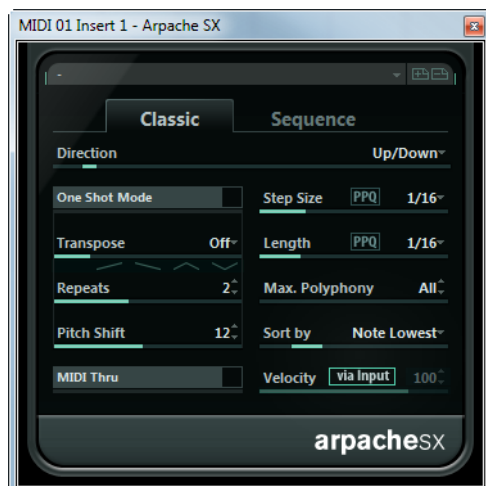 MIDI 01 Insert 1 - Arpache SX
-
Classic Sequence
Direction Up/Down
One Shot Mode Step Size PPQ 1/16
Transpose Off Length PPQ 1/16
Repeats 2 Max. Polyphony All
Pitch Shift 12 Sort by Note Lowest
MIDI Thru Velocity via Input 100
arpacheSX